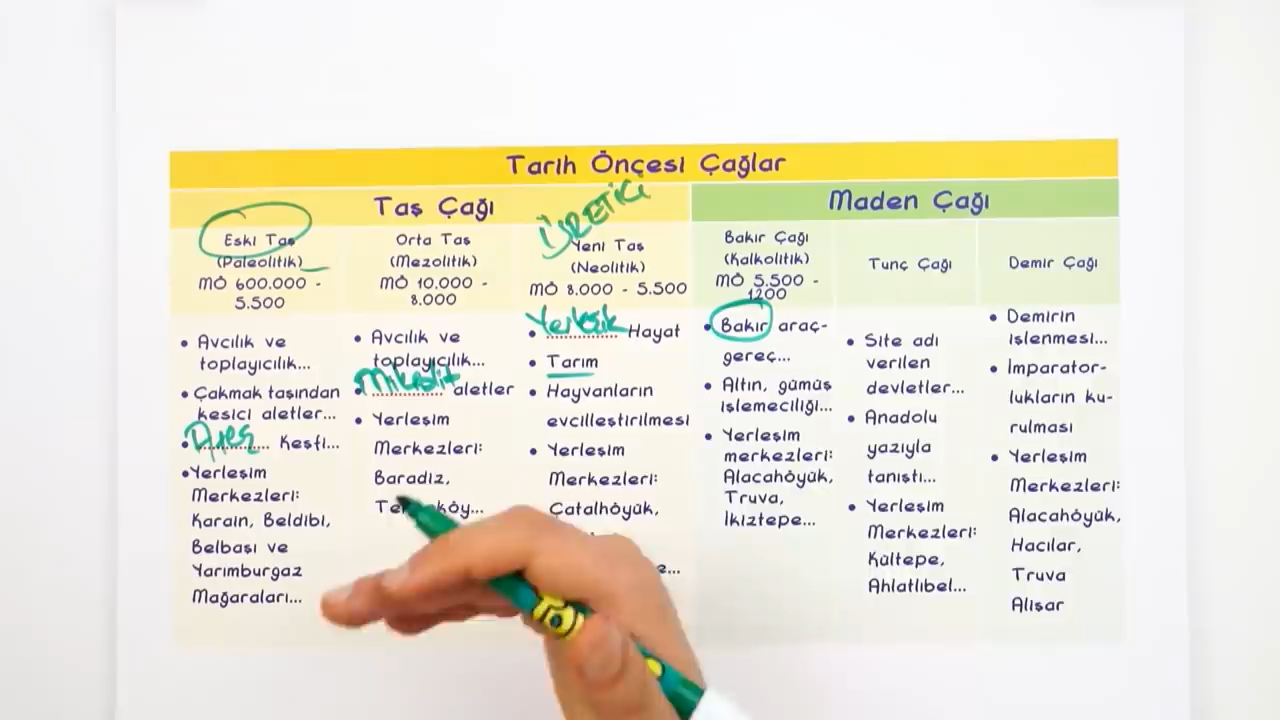 Tarih Öncesi Çağlar
Taş Çağı
Maden Çağı
Eski Taş
(Paleolitik)
MÖ 600.000 -
5.500
Orta Taş
(Mezolitik)
MÖ 10.000 -
8.000
ÜRETİCİ
Yeni Taş
(Neolitik)
MÖ 8.000 - 5.500
Bakır Çağı
(Kalkolitik)
MÖ 5.500 -
1200
Tunç Çağı
Demir Çağı
• Avcılık ve
toplayıcılık...
• Çakmak taşından
kesici aletler...
• Ateş Keşfi...
• Yerleşim
Merkezleri:
Karain, Beldibi,
Belbaşı ve
Yarımburgaz
Mağaraları...
• Avcılık ve
toplayıcılık...
• aletler
• Yerleşim
Merkezleri:
Baradız,
• Yerleşik Hayat
• Tarım
• Hayvanların
evcilleştirilmesi
• Yerleşim
Merkezleri:
Çatalhöyük,
• Bakır araç-
gereç...
• Altın, gümüş
işlemeciliği...
• Yerleşim
merkezleri:
Alacahöyük,
Truva,
İkiztepe...
• Site adı
verilen
devletler...
• Anadolu
yazıyla
tanıştı...
• Yerleşim
Merkezleri:
Kültepe,
Ahlatlıbel...
• Demirin
işlenmesi...
• İmparator-
lukların ku-
rulması
• Yerleşim
Merkezleri:
Alacahöyük,
Hacılar,
Truva
Alişar